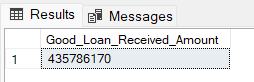 Results Messages
Good_Loan_Received_Amount
1 435786170